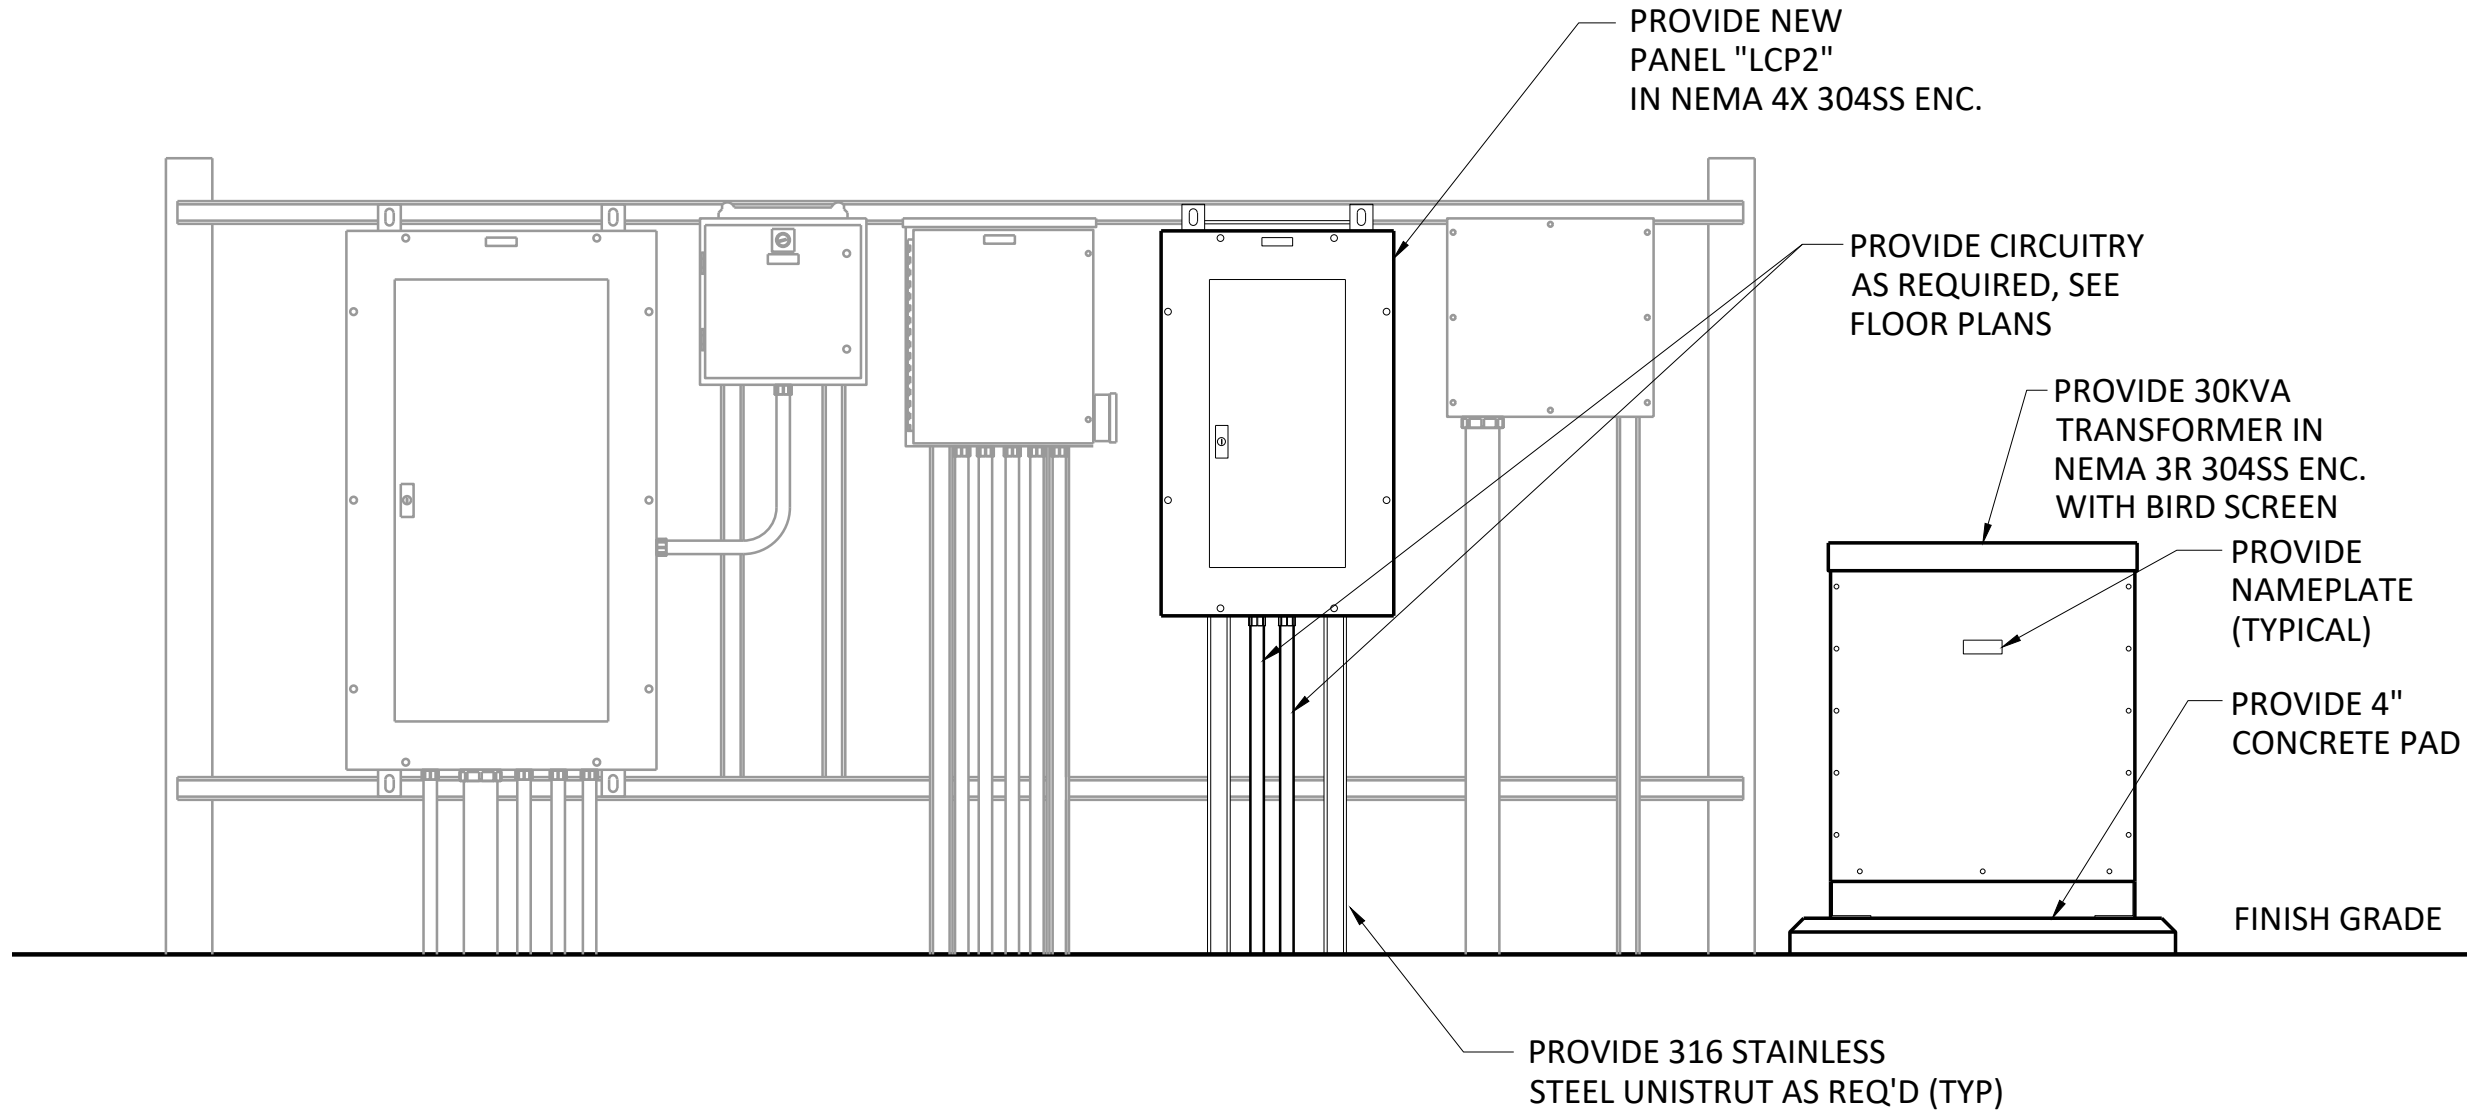 PROVIDE NEW
PANEL "LCP2"
IN NEMA 4X 304SS ENC.
PROVIDE CIRCUITRY
AS REQUIRED, SEE
FLOOR PLANS
PROVIDE 30KVA
TRANSFORMER IN
NEMA 3R 304SS ENC.
WITH BIRD SCREEN
PROVIDE
NAMEPLATE
(TYPICAL)
PROVIDE 4"
CONCRETE PAD
FINISH GRADE
PROVIDE 316 STAINLESS
STEEL UNISTRUT AS REQ'D (TYP)